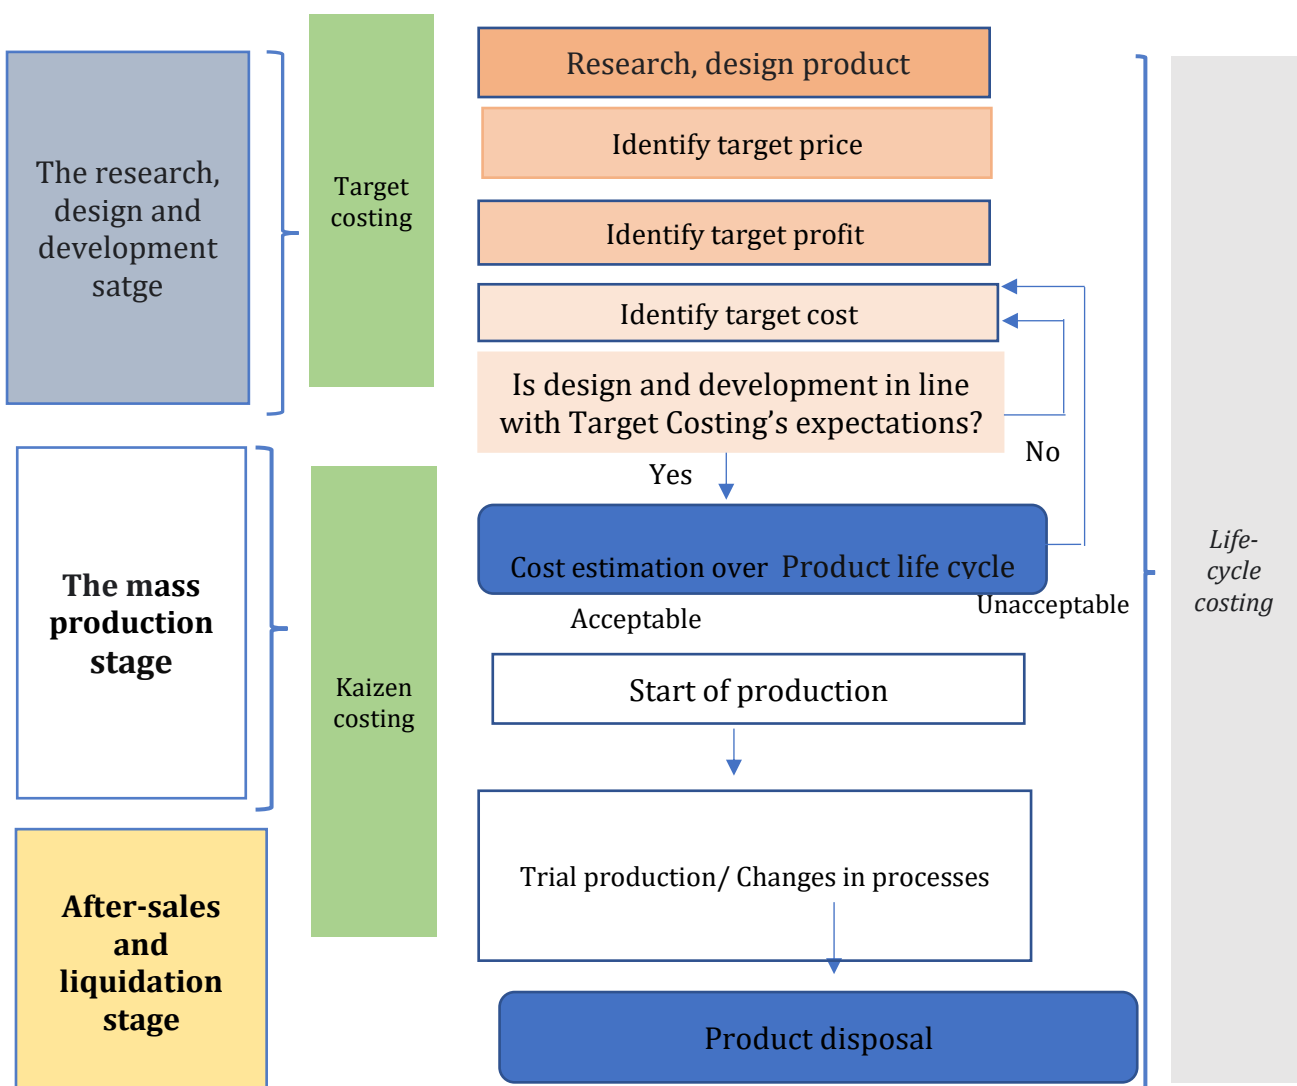 The research,
design and
development
satge
Target
costing
Research, design product
Identify target price
Identify target profit
Identify target cost
Is design and development in line
with Target Costing’s expectations?
No
Yes
Cost estimation over Product life cycle
Unacceptable
Acceptable
The mass
production
stage
Kaizen
costing
Start of production
Trial production/ Changes in processes
After-sales
and
liquidation
stage
Product disposal
Life-
cycle
costing